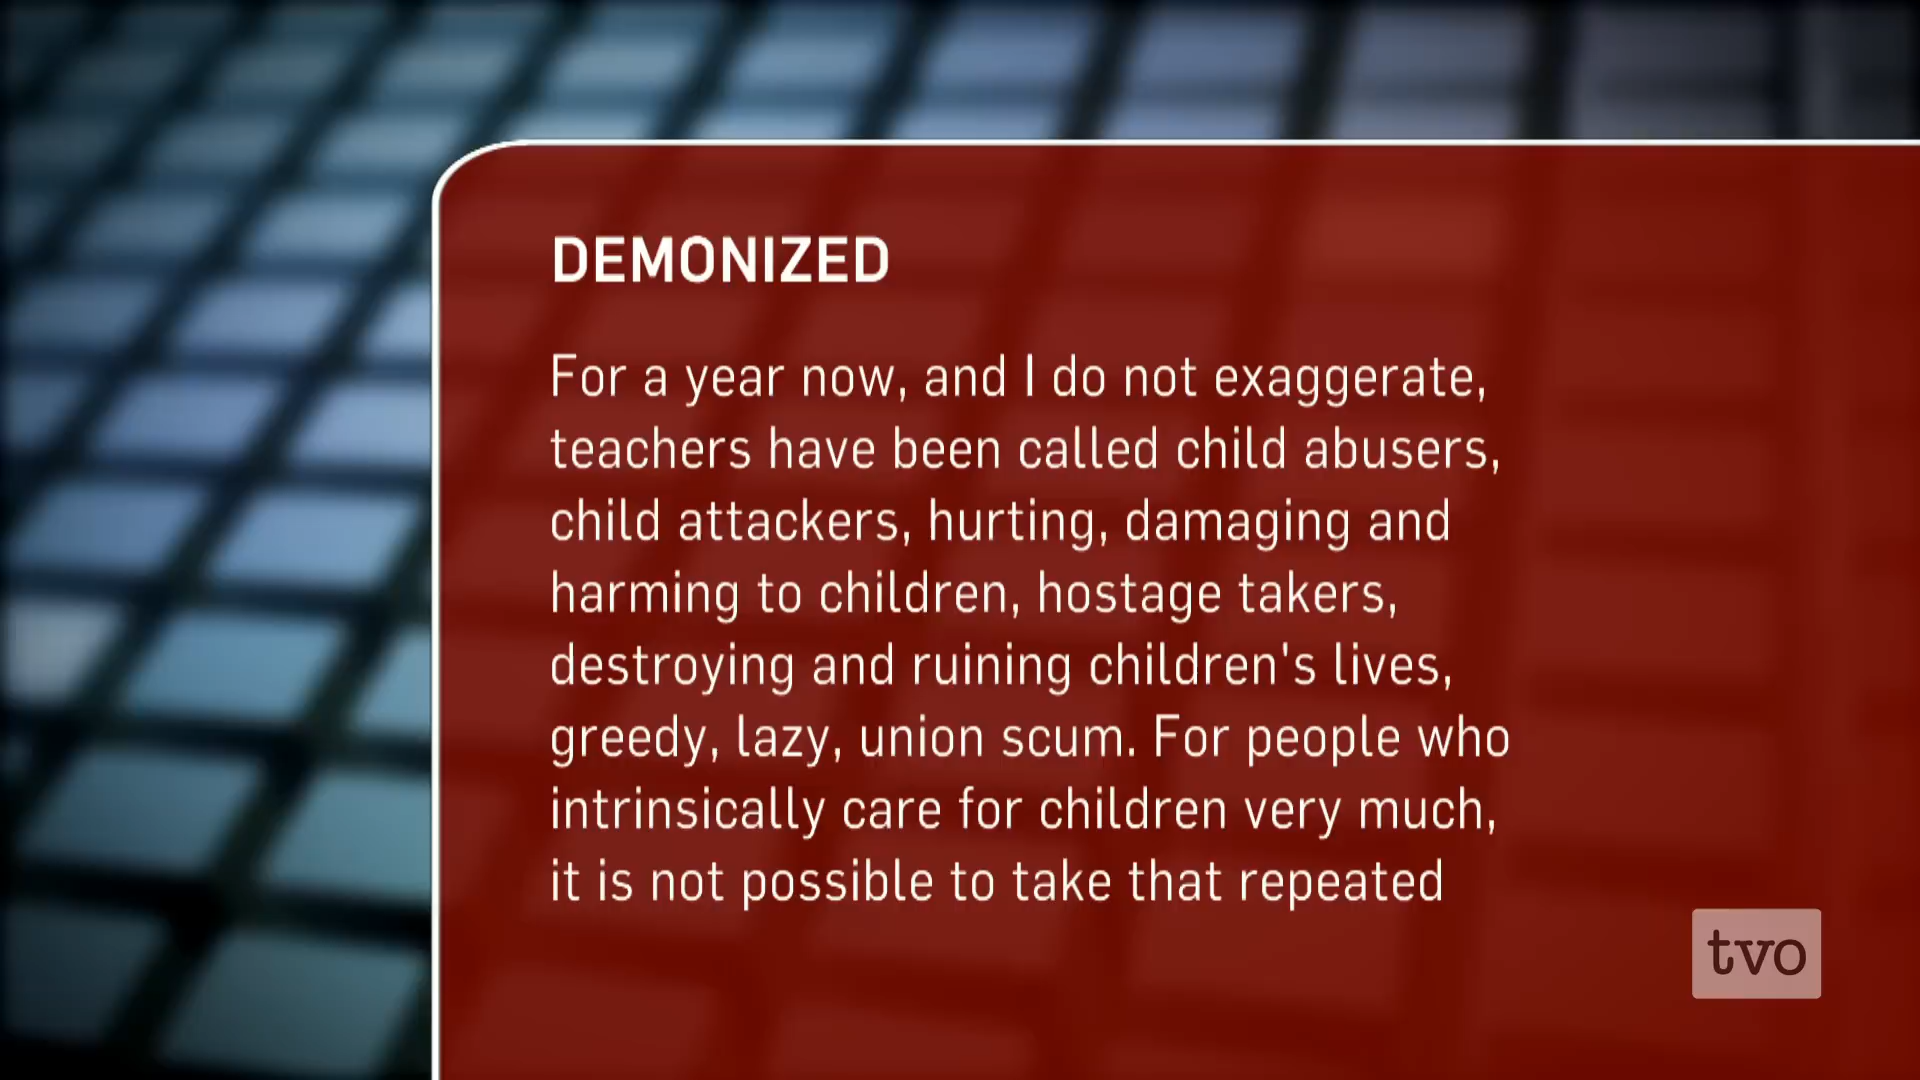 DEMONIZED
For a year now, and I do not exaggerate,
teachers have been called child abusers,
child attackers, hurting, damaging and
harming to children, hostage takers,
destroying and ruining children's lives,
greedy, lazy, union scum. For people who
intrinsically care for children very much,
it is not possible to take that repeated
tvo